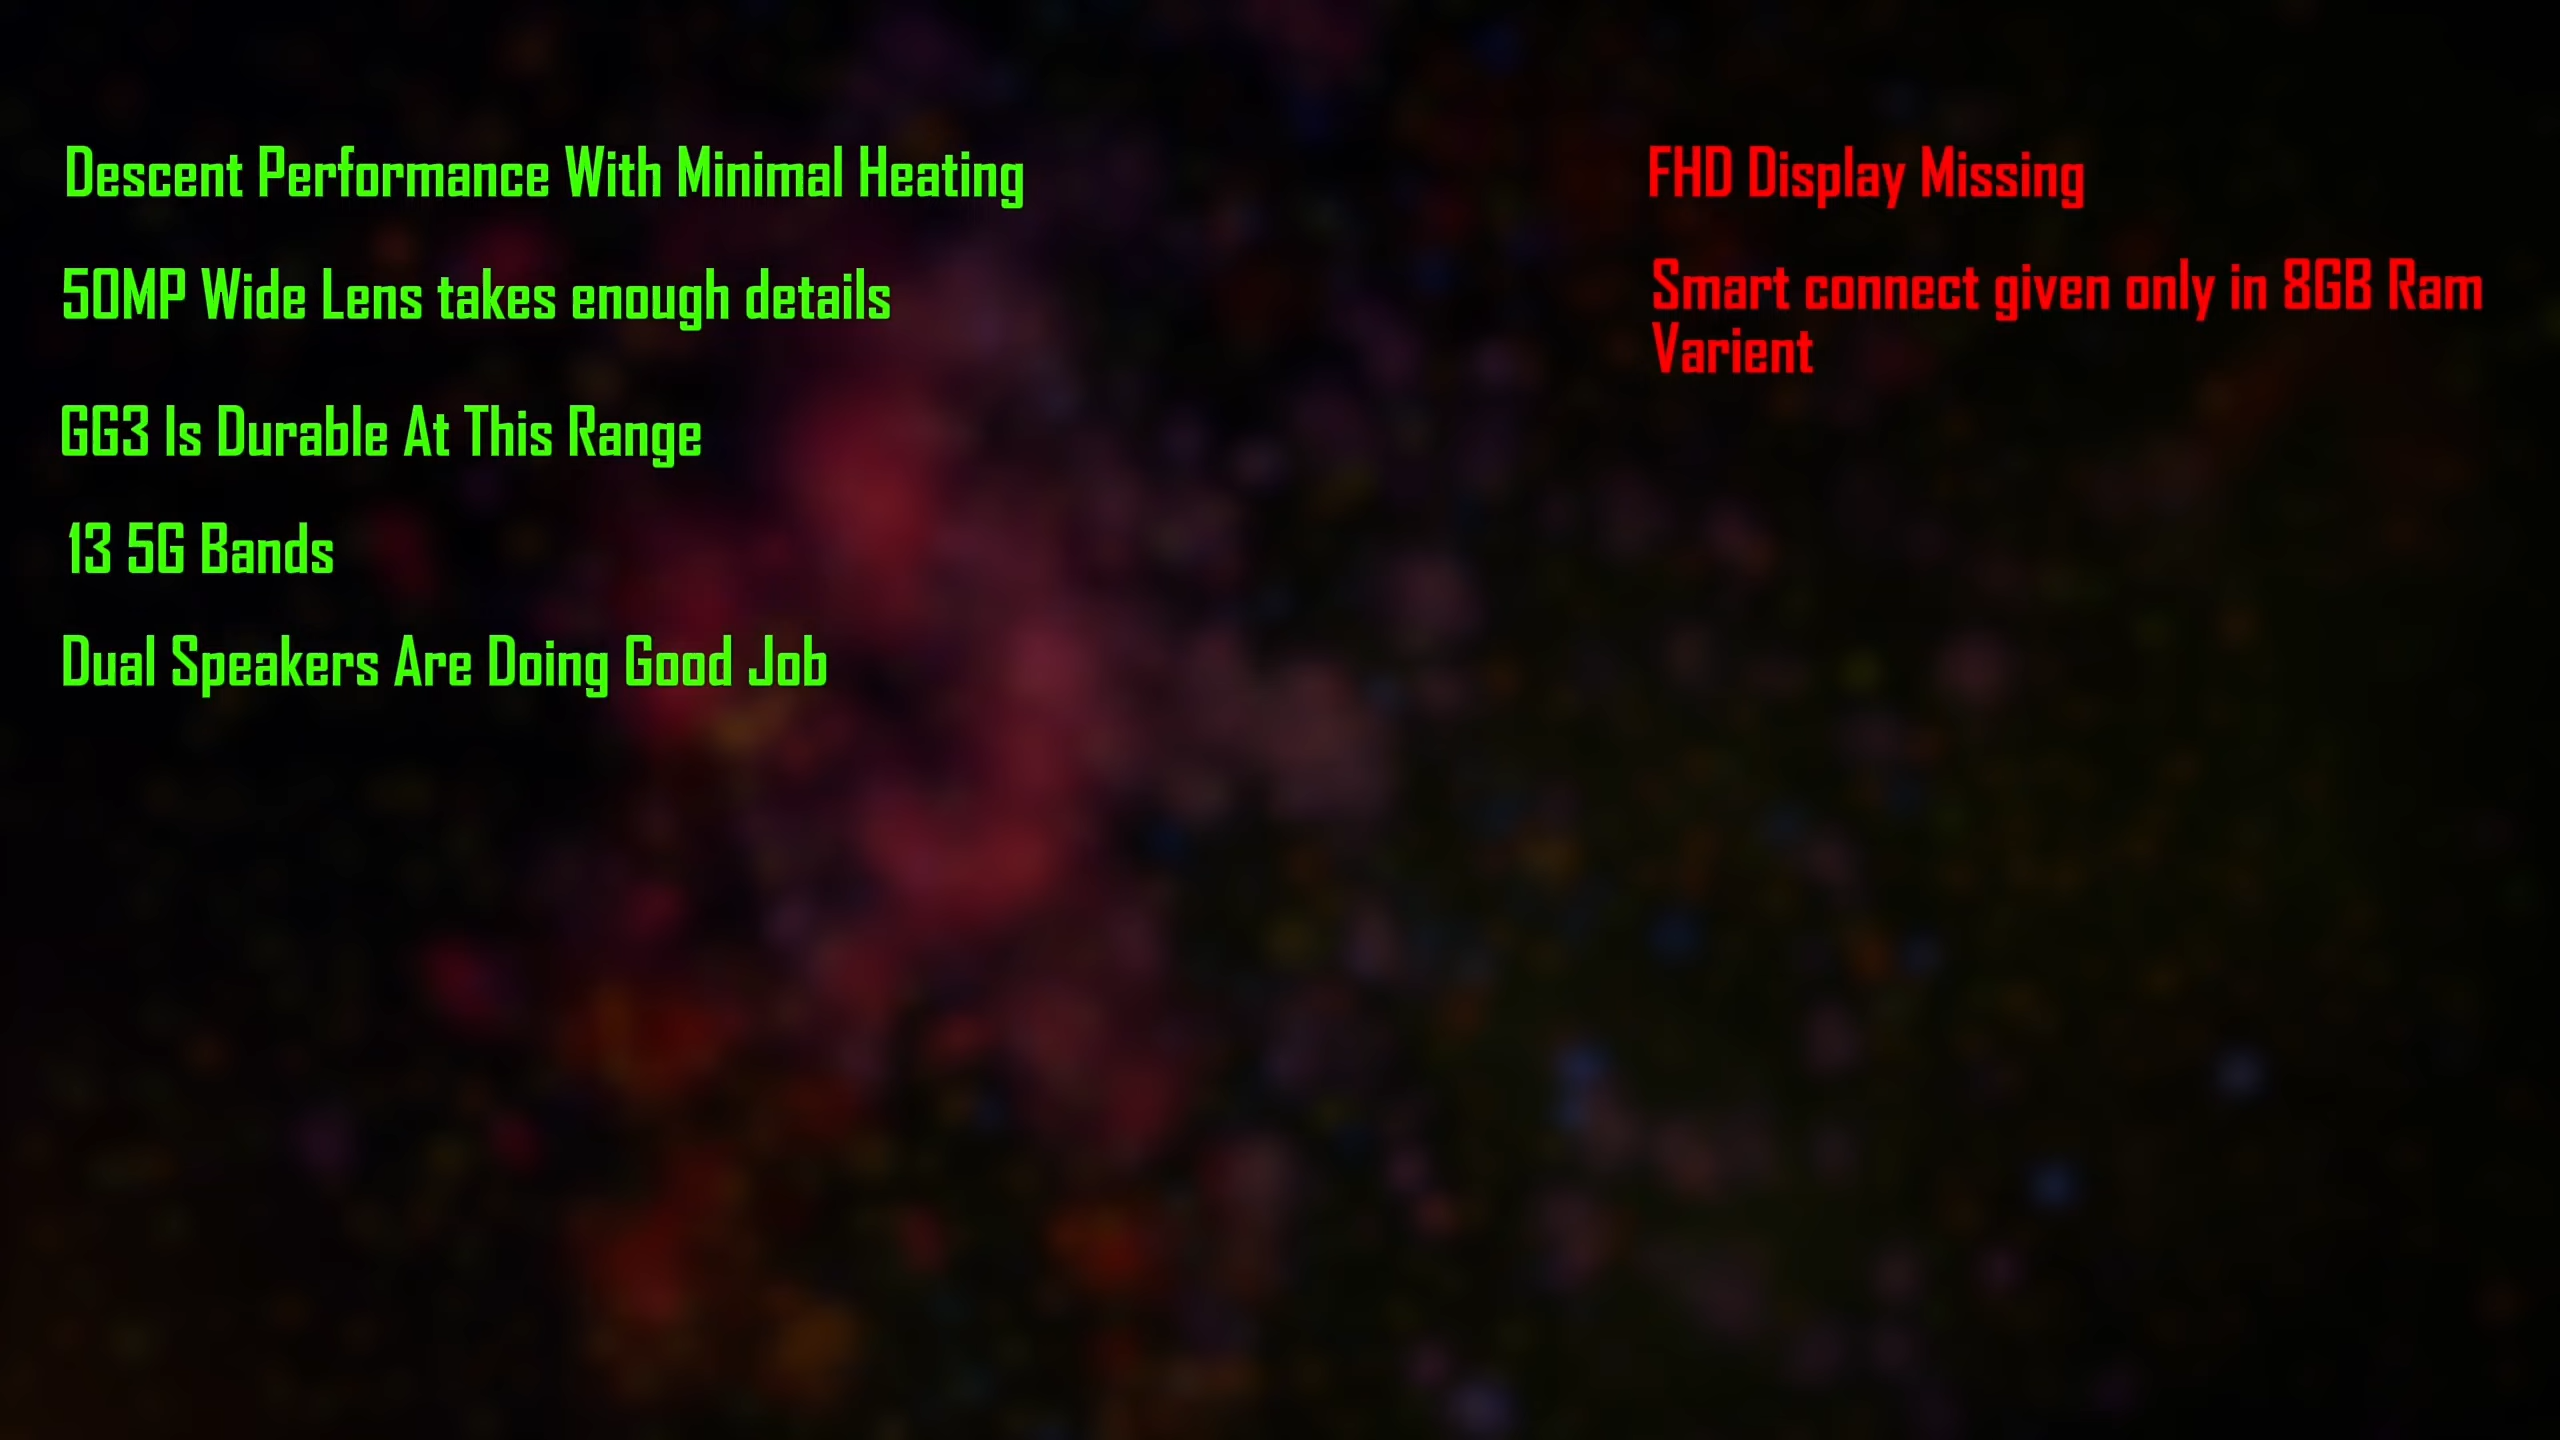 Descent Performance With Minimal Heating
50MP Wide Lens takes enough details
GG3 Is Durable At This Range
13 5G Bands
Dual Speakers Are Doing Good Job
FHD Display Missing
Smart connect given only in 8GB Ram
Varient